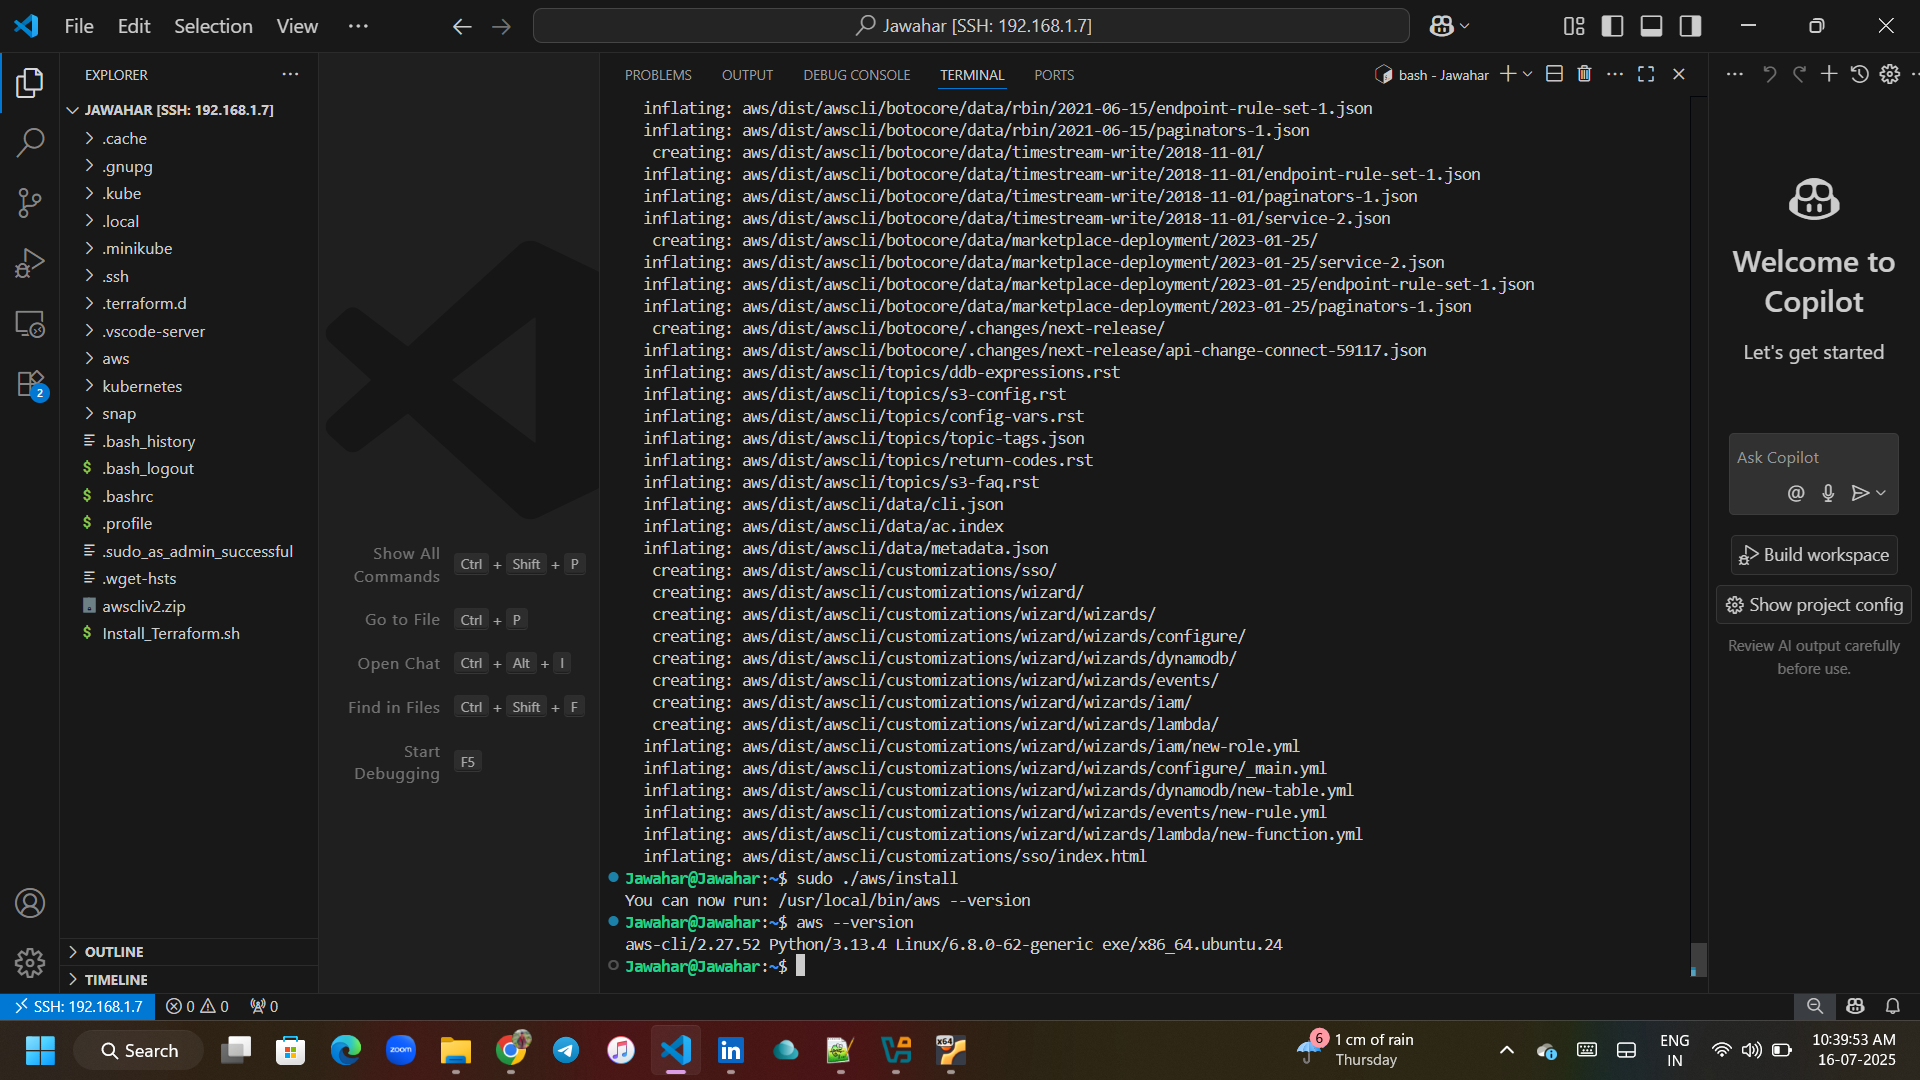 File Edit Selection View ···
Jawahar [SSH: 192.168.1.7]
EXPLORER
JAWAHAR [SSH: 192.168.1.7]
.cache
.gnupg
.kube
.local
.minikube
.ssh
.terraform.d
.vscode-server
aws
kubernetes
snap
.bash_history
$ .bash_logout
$ .bashrc
$ .profile
.sudo_as_admin_successful
.wget-hsts
awscliv2.zip
$ Install_Terraform.sh
OUTLINE
TIMELINE
2
Show All Commands Ctrl + Shift + P
Go to File Ctrl + P
Open Chat Ctrl + Alt + I
Find in Files Ctrl + Shift + F
Start Debugging F5
PROBLEMS OUTPUT DEBUG CONSOLE TERMINAL PORTS
bash - Jawahar
inflating: aws/dist/awscli/botocore/data/rbin/2021-06-15/endpoint-rule-set-1.json
inflating: aws/dist/awscli/botocore/data/rbin/2021-06-15/paginators-1.json
creating: aws/dist/awscli/botocore/data/timestream-write/2018-11-01/
inflating: aws/dist/awscli/botocore/data/timestream-write/2018-11-01/endpoint-rule-set-1.json
inflating: aws/dist/awscli/botocore/data/timestream-write/2018-11-01/paginators-1.json
inflating: aws/dist/awscli/botocore/data/timestream-write/2018-11-01/service-2.json
creating: aws/dist/awscli/botocore/data/marketplace-deployment/2023-01-25/
inflating: aws/dist/awscli/botocore/data/marketplace-deployment/2023-01-25/service-2.json
inflating: aws/dist/awscli/botocore/data/marketplace-deployment/2023-01-25/endpoint-rule-set-1.json
inflating: aws/dist/awscli/botocore/data/marketplace-deployment/2023-01-25/paginators-1.json
creating: aws/dist/awscli/botocore/.changes/next-release/
inflating: aws/dist/awscli/botocore/.changes/next-release/api-change-connect-59117.json
inflating: aws/dist/awscli/topics/ddb-expressions.rst
inflating: aws/dist/awscli/topics/s3-config.rst
inflating: aws/dist/awscli/topics/config-vars.rst
inflating: aws/dist/awscli/topics/topic-tags.json
inflating: aws/dist/awscli/topics/return-codes.rst
inflating: aws/dist/awscli/topics/s3-faq.rst
inflating: aws/dist/awscli/data/cli.json
inflating: aws/dist/awscli/data/ac.index
inflating: aws/dist/awscli/data/metadata.json
creating: aws/dist/awscli/customizations/sso/
creating: aws/dist/awscli/customizations/wizard/
creating: aws/dist/awscli/customizations/wizard/wizards/
creating: aws/dist/awscli/customizations/wizard/wizards/configure/
creating: aws/dist/awscli/customizations/wizard/wizards/dynamodb/
creating: aws/dist/awscli/customizations/wizard/wizards/events/
creating: aws/dist/awscli/customizations/wizard/wizards/iam/
creating: aws/dist/awscli/customizations/wizard/wizards/lambda/
inflating: aws/dist/awscli/customizations/wizard/wizards/iam/new-role.yml
inflating: aws/dist/awscli/customizations/wizard/wizards/configure/_main.yml
inflating: aws/dist/awscli/customizations/wizard/wizards/dynamodb/new-table.yml
inflating: aws/dist/awscli/customizations/wizard/wizards/events/new-rule.yml
inflating: aws/dist/awscli/customizations/wizard/wizards/lambda/new-function.yml
inflating: aws/dist/awscli/customizations/sso/index.html
Jawahar@Jawahar:~$ sudo ./aws/install
You can now run: /usr/local/bin/aws --version
Jawahar@Jawahar:~$ aws --version
aws-cli/2.27.52 Python/3.13.4 Linux/6.8.0-62-generic exe/x86_64.ubuntu.24
Jawahar@Jawahar:~$
Welcome to
Copilot
Let's get started
Ask Copilot
@
Build workspace
Show project config
Review AI output carefully
before use.
SSH: 192.168.1.7 0 0 0
Search
zoom
in
x64
6
1 cm of rain
Thursday
ENG
IN
10:39:53 AM
16-07-2025